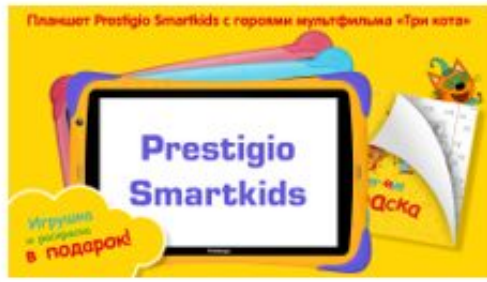 Планшет Prestigio Smartkids с героями мультфильма «Три кота»
Prestigio
Smartkids
Игрушка
и раскраска
в подарок!